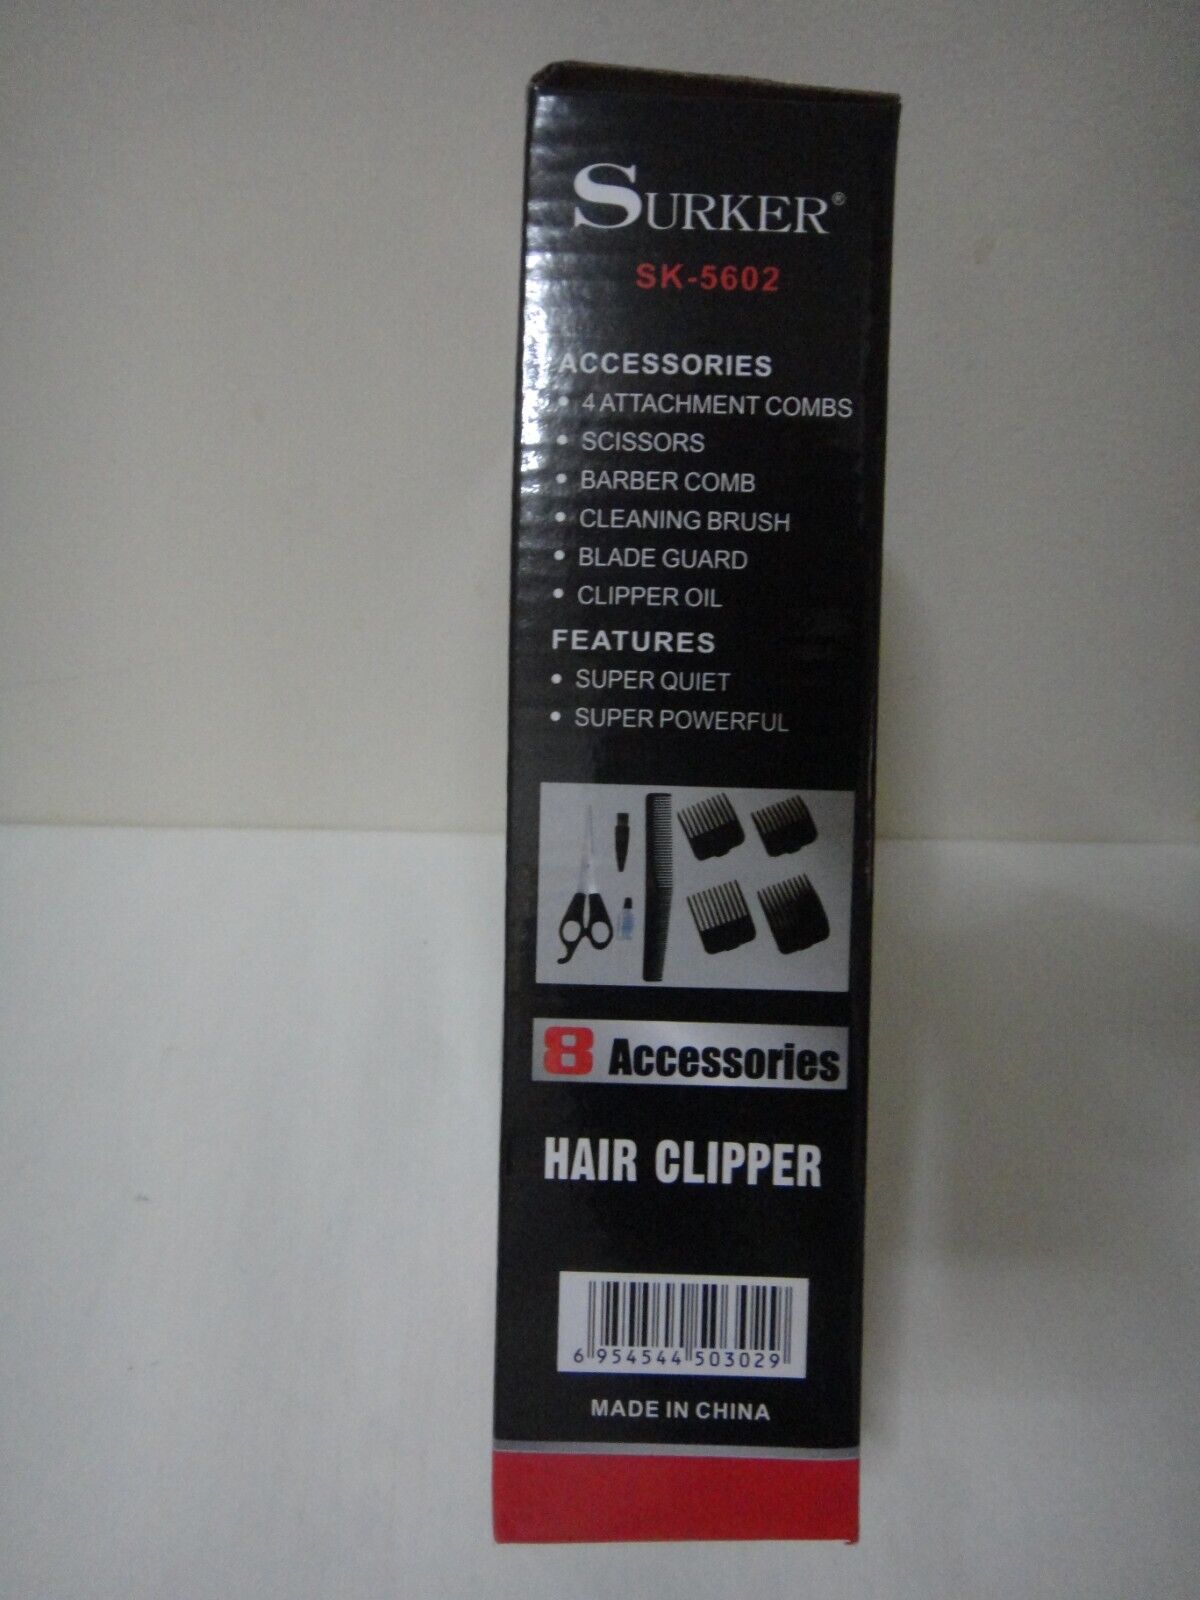 SURKER®
SK-5602
ACCESSORIES
• 4 ATTACHMENT COMBS
• SCISSORS
• BARBER COMB
• CLEANING BRUSH
• BLADE GUARD
• CLIPPER OIL
FEATURES
• SUPER QUIET
• SUPER POWERFUL
8 Accessories
HAIR CLIPPER
6 954544 503029
MADE IN CHINA